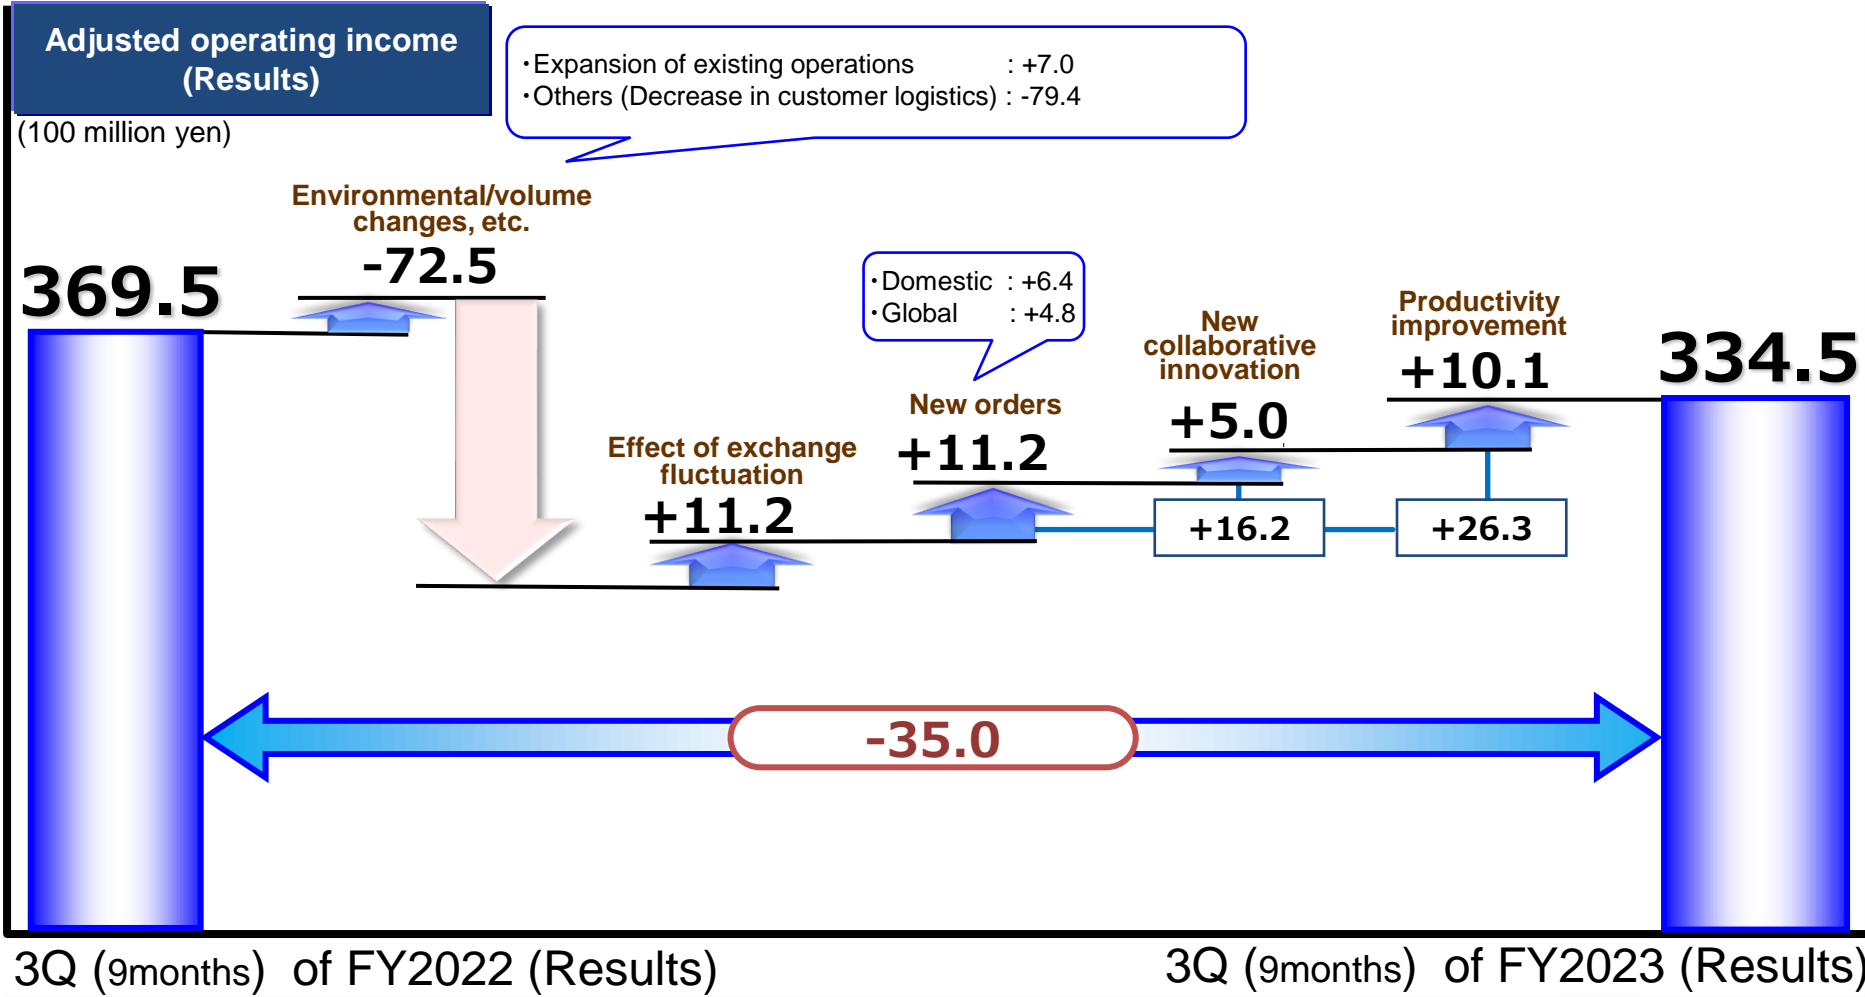 Adjusted operating income
(Results)
(100 million yen)
・Expansion of existing operations : +7.0
・Others (Decrease in customer logistics) : -79.4
Environmental/volume
changes, etc.
-72.5
369.5
Effect of exchange
fluctuation
+11.2
・Domestic : +6.4
・Global : +4.8
New orders
+11.2
New
collaborative
innovation
+5.0
Productivity
improvement
+10.1
+16.2
+26.3
334.5
-35.0
3Q (9months) of FY2022 (Results)
3Q (9months) of FY2023 (Results)